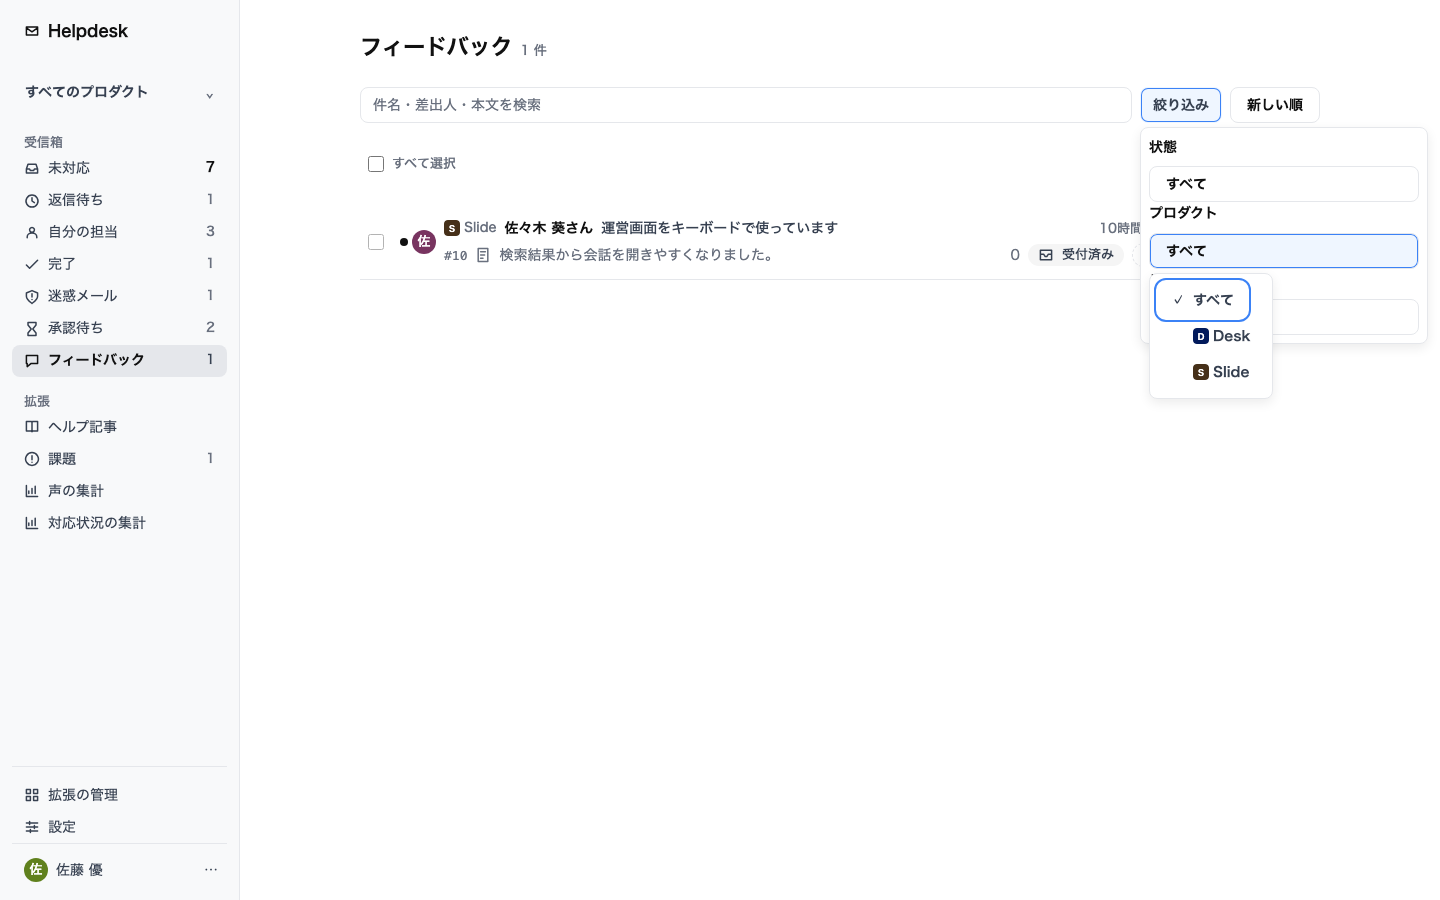 Helpdesk
すべてのプロダクト
受信箱
未対応 7
返信待ち 1
自分の担当 3
完了 1
迷惑メール 1
承認待ち 2
フィードバック 1
拡張
ヘルプ記事
課題 1
声の集計
対応状況の集計
拡張の管理
設定
佐 佐藤 優 …
フィードバック 1 件
件名・差出人・本文を検索 絞り込み 新しい順
すべて選択
S Slide 佐々木 葵さん 運営画面をキーボードで使っています 10時間
佐
#10 検索結果から会話を開きやすくなりました。 0 受付済み
状態
すべて
プロダクト
すべて
✓ すべて
D Desk
S Slide